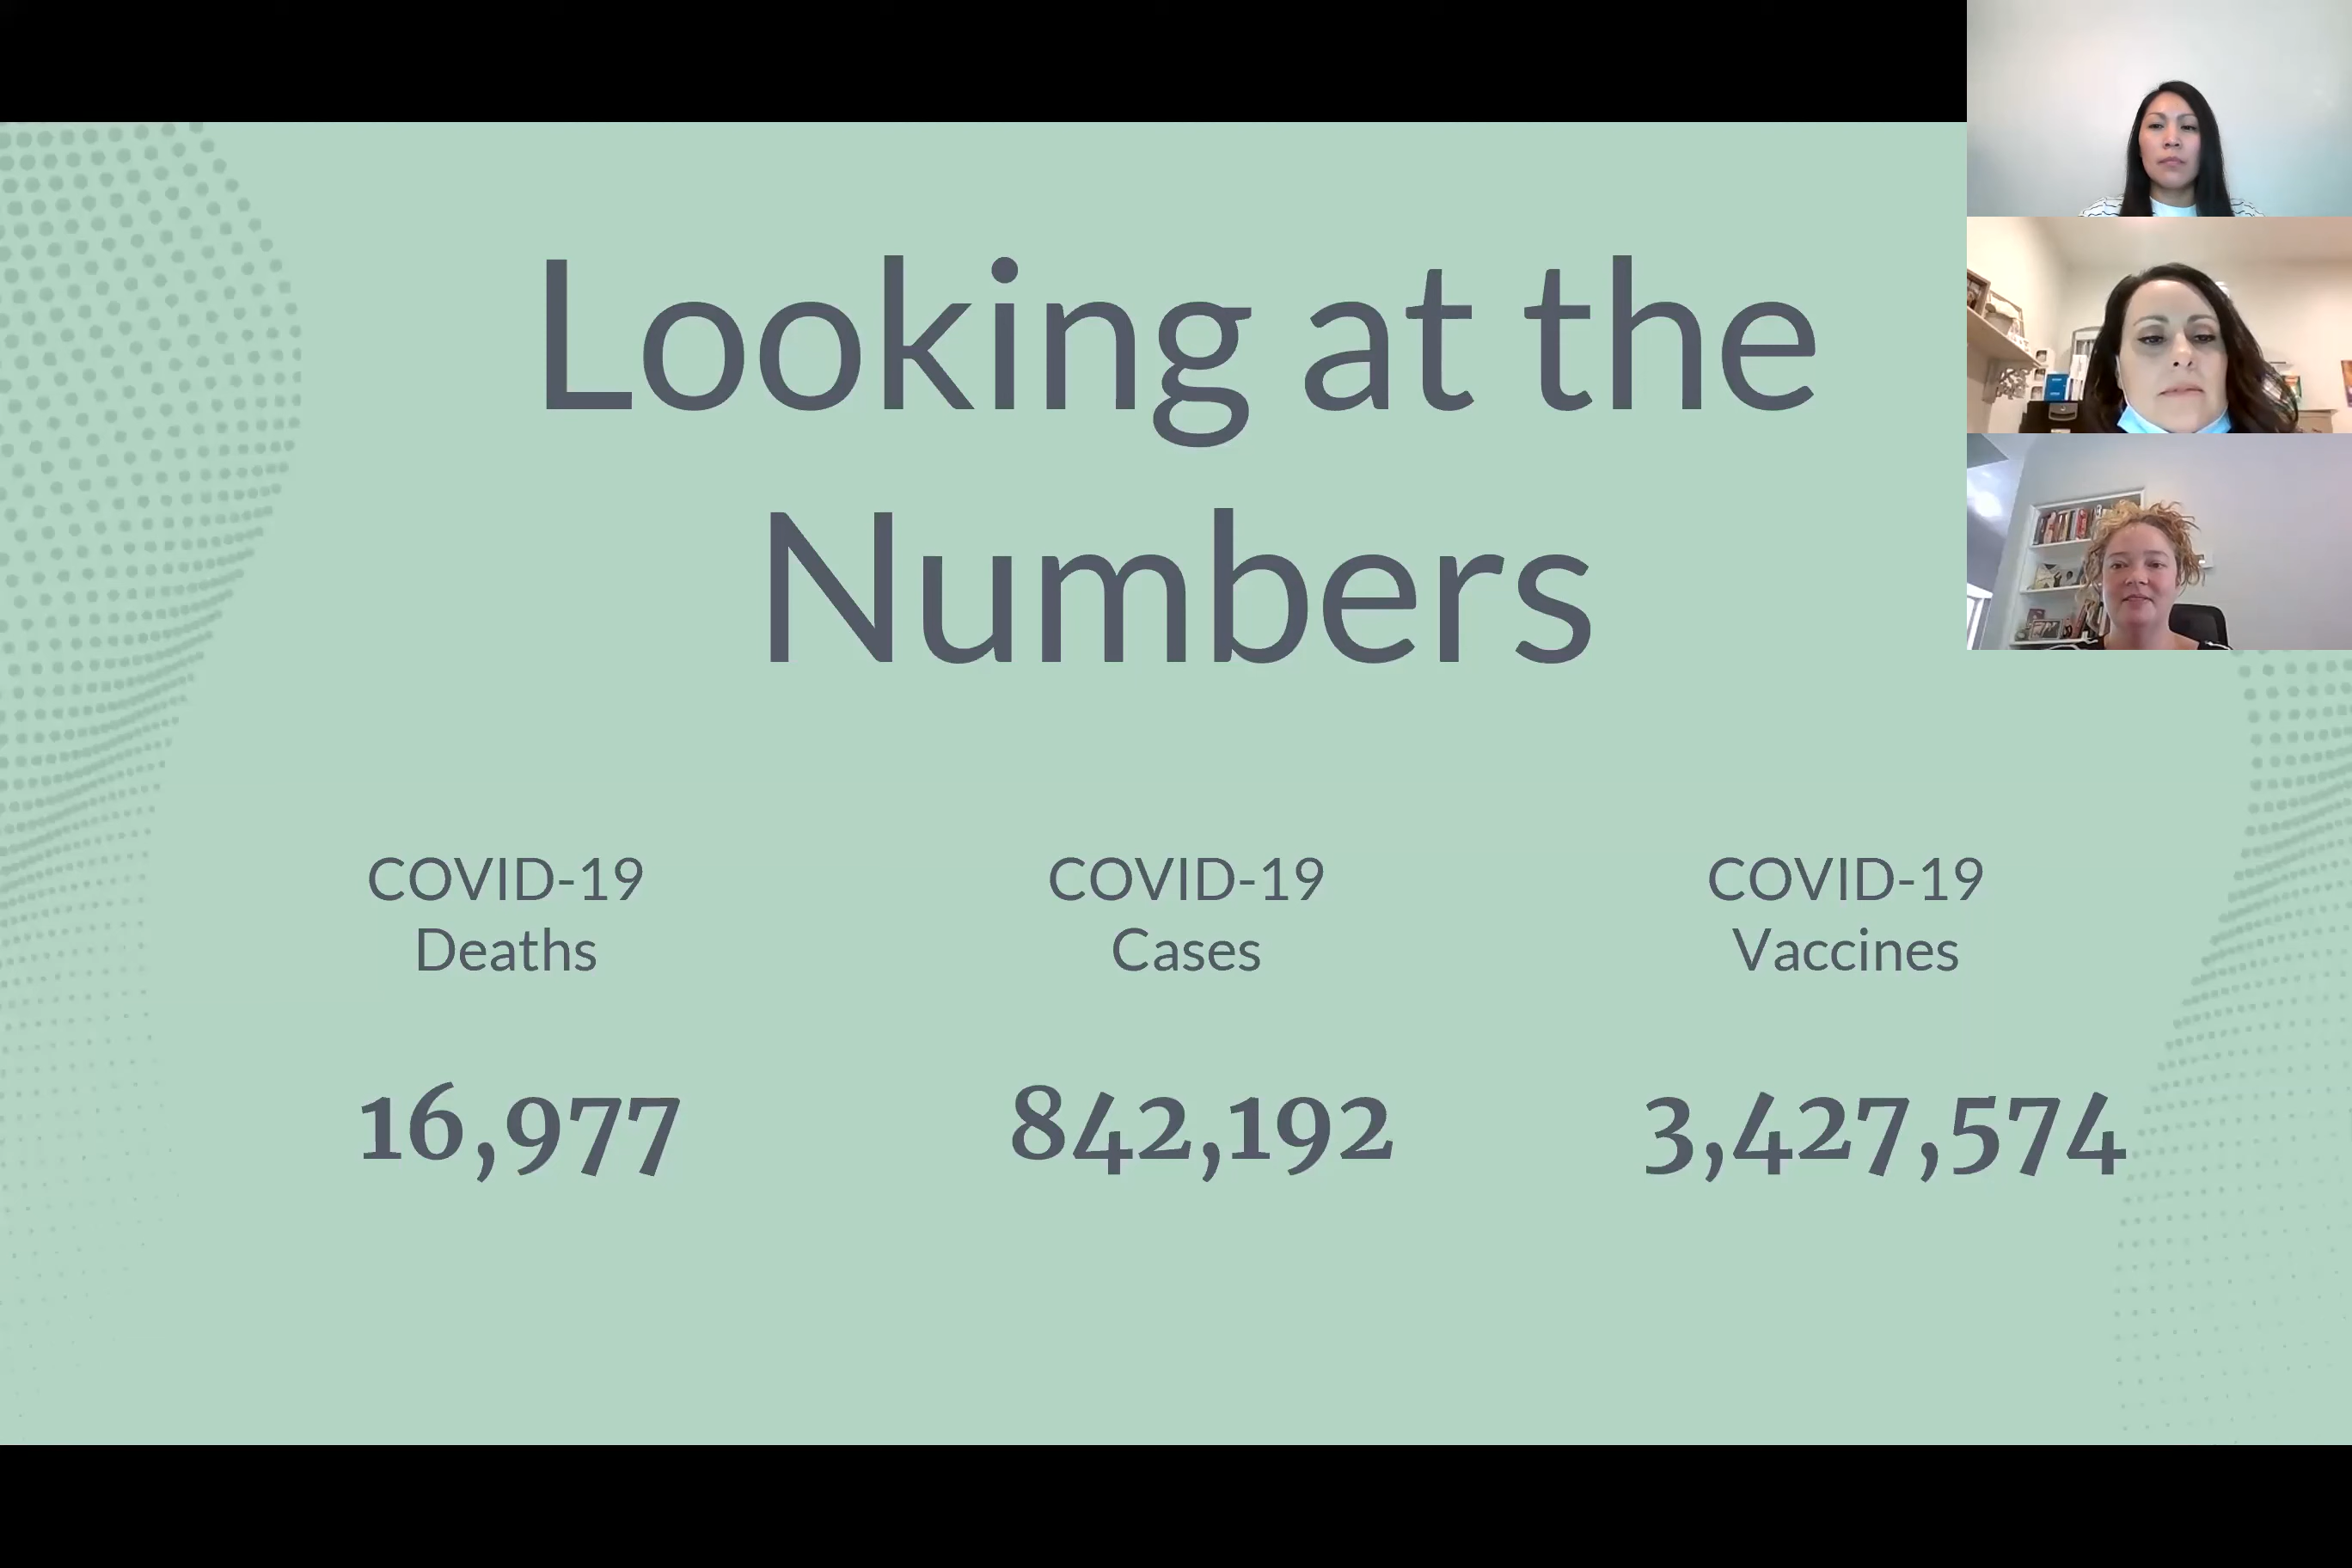 Looking at the
Numbers
COVID-19
Deaths
COVID-19
Cases
COVID-19
Vaccines
16,977
842,192
3,427,574